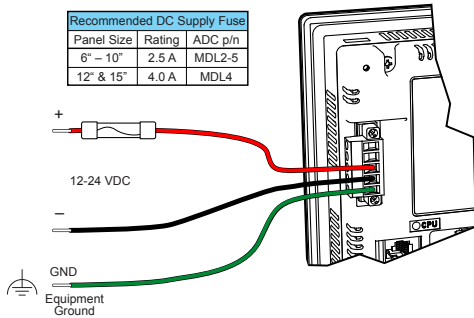 Recommended DC Supply Fuse
Panel Size Rating ADC p/n
6“ – 10” 2.5 A MDL2-5
12“ & 15” 4.0 A MDL4
+
12-24 VDC
–
GND
Equipment
Ground
CPU